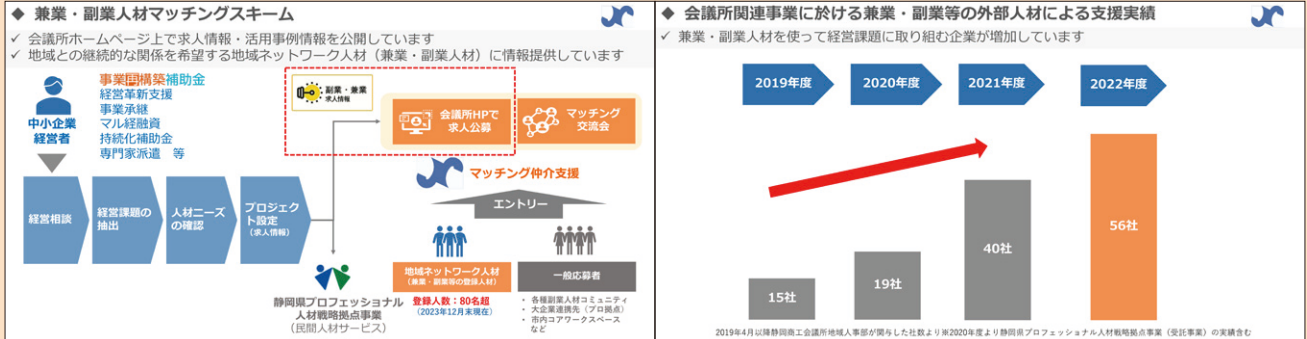 ◆ 兼業・副業人材マッチングスキーム
✓ 会議所ホームページ上で求人情報・活用事例情報を公開しています
✓ 地域との継続的な関係を希望する地域ネットワーク人材（兼業・副業人材）に情報提供しています
中小企業
経営者
事業再構築補助金
経営革新支援
事業承継
マル経融資
持続化補助金
専門家派遣　等
副業・兼業
求人情報
会議所HPで
求人公募
マッチング
交流会
マッチング仲介支援
エントリー
経営相談
経営課題の
抽出
人材ニーズ
の確認
プロジェク
ト設定
（求人情報）
地域ネットワーク人材
（兼業・副業等の登録人材）
登録人数：80名超
（2023年12月末現在）
一般応募者
・ 各種副業人材コミュニティ
・ 大企業連携先（プロ拠点）
・ 市内コアワークスペース
など
静岡県プロフェッショナル
人材戦略拠点事業
（民間人材サービス）
◆ 会議所関連事業に於ける兼業・副業等の外部人材による支援実績
✓ 兼業・副業人材を使って経営課題に取り組む企業が増加しています
2019年度
2020年度
2021年度
2022年度
15社
19社
40社
56社
2019年4月以降静岡商工会議所地域人事部が関与した社数より※2020年度より静岡県プロフェッショナル人材戦略拠点事業（受託事業）の実績含む